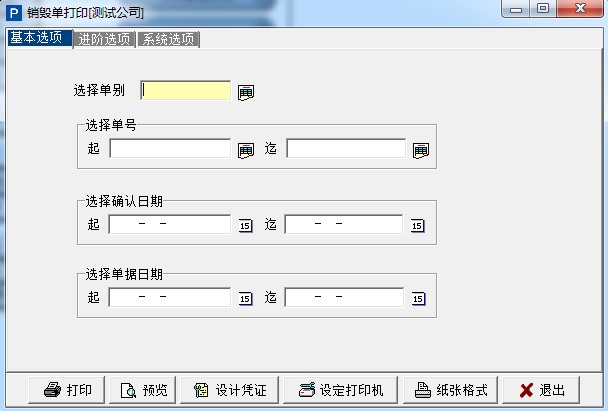 P 销毁单打印[测试公司]
基本选项 进阶选项 系统选项
选择单别
选择单号
起 迄
选择确认日期
起 - - 15 迄 - - 15
选择单据日期
起 - - 15 迄 - - 15
打印 预览 设计凭证 设定打印机 纸张格式 退出